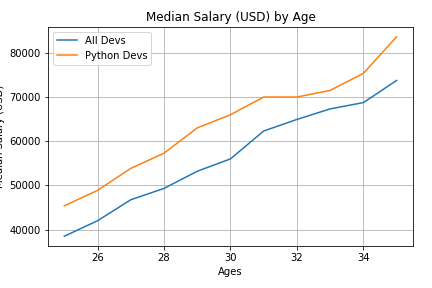 Median Salary (USD) by Age
All Devs
Python Devs
80000
70000
60000
50000
40000
26
28
30
32
34
Ages